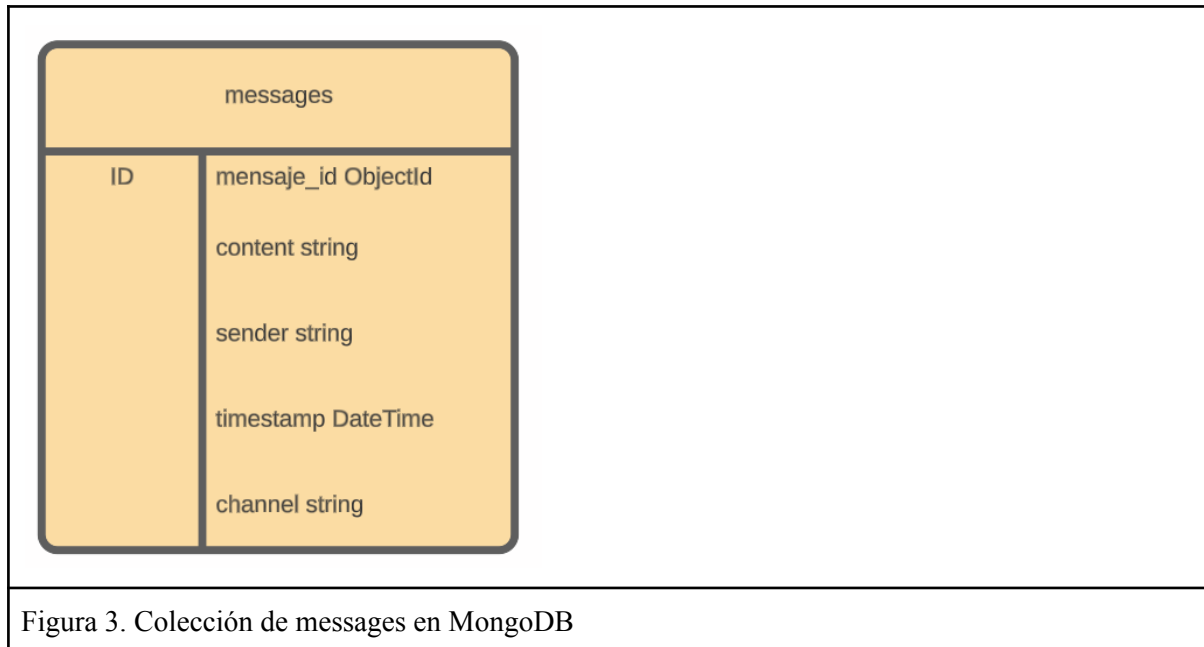 messages
ID mensaje_id ObjectId
content string
sender string
timestamp DateTime
channel string
Figura 3. Colección de messages en MongoDB